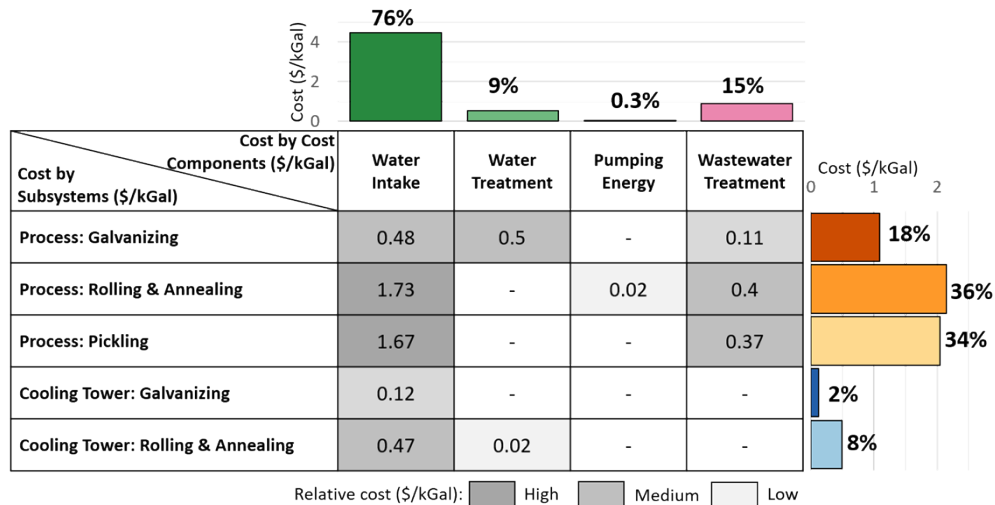 76%
9%
0.3%
15%
Cost ($/kGal)
4
2
0
Cost by Cost
Components ($/kGal)
Cost by
Subsystems ($/kGal)
Water
Intake
Water
Treatment
Pumping
Energy
Wastewater
Treatment
Cost ($/kGal)
0 1 2
Process: Galvanizing 0.48 0.5 - 0.11 18%
Process: Rolling & Annealing 1.73 - 0.02 0.4 36%
Process: Pickling 1.67 - - 0.37 34%
Cooling Tower: Galvanizing 0.12 - - - 2%
Cooling Tower: Rolling & Annealing 0.47 0.02 - - 8%
Relative cost ($/kGal): High Medium Low